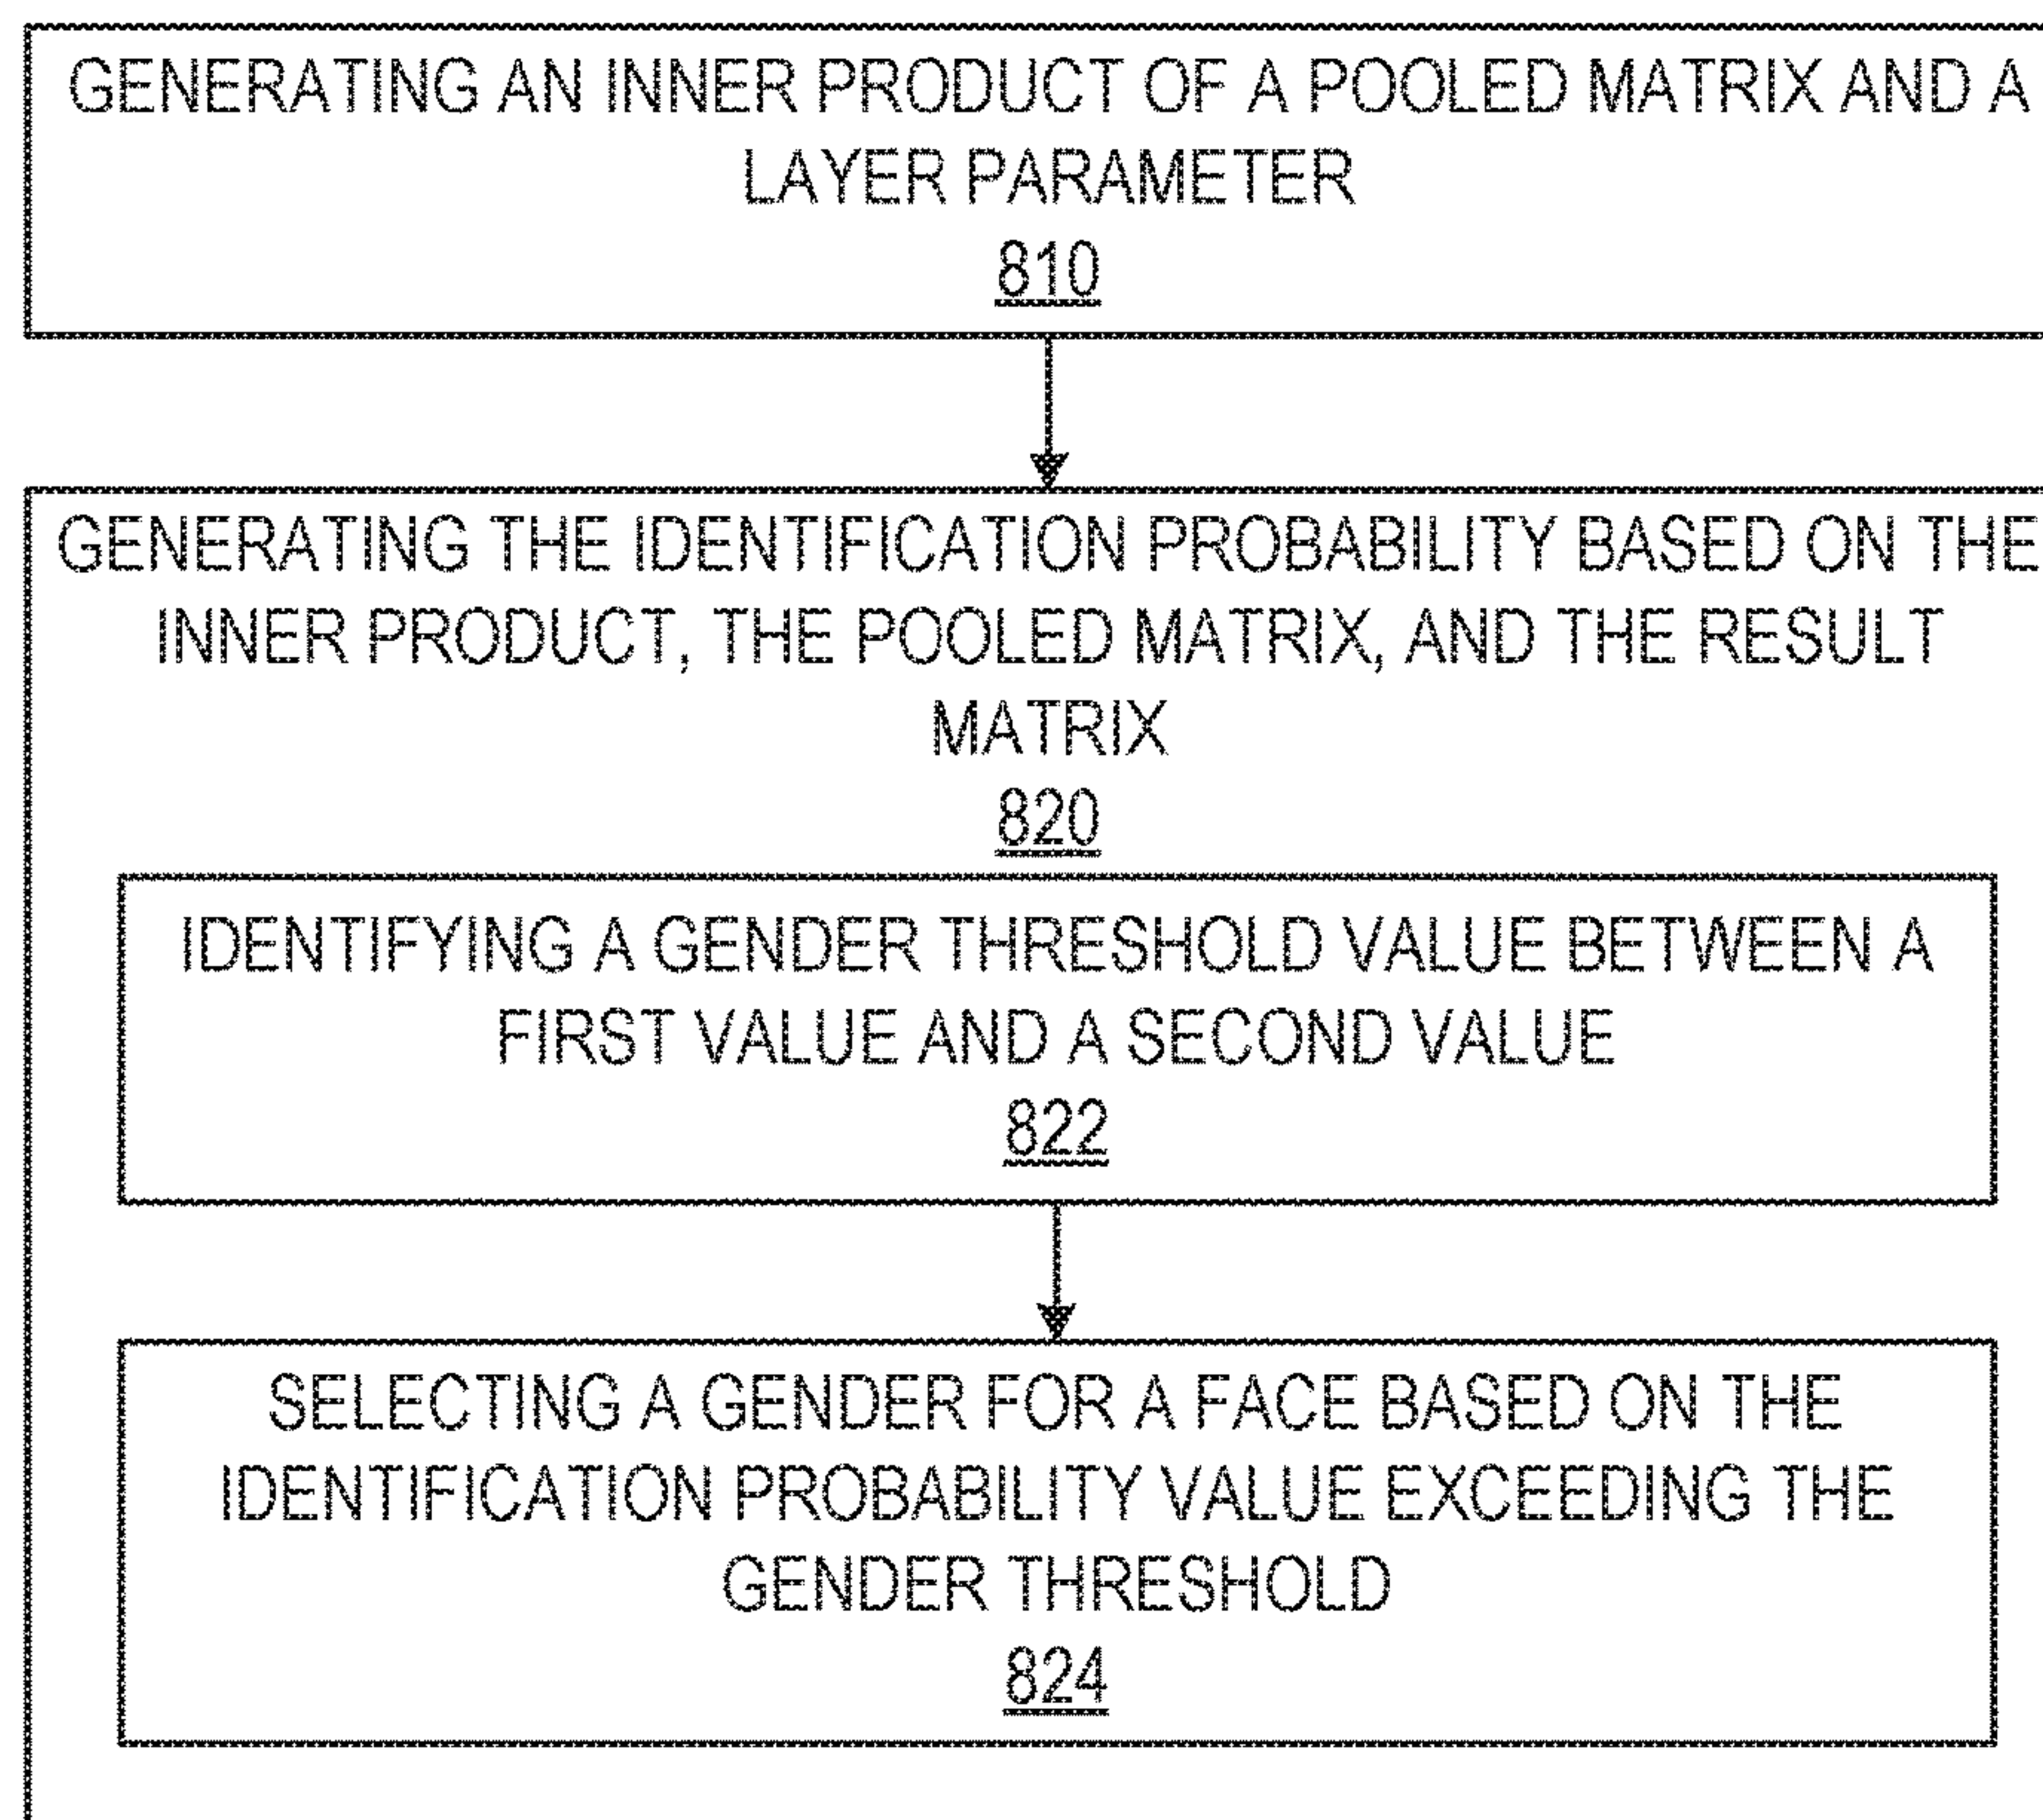 GENERATING AN INNER PRODUCT OF A POOLED MATRIX AND A
LAYER PARAMETER
810
GENERATING THE IDENTIFICATION PROBABILITY BASED ON THE
INNER PRODUCT, THE POOLED MATRIX, AND THE RESULT
MATRIX
820
IDENTIFYING A GENDER THRESHOLD VALUE BETWEEN A
FIRST VALUE AND A SECOND VALUE
822
SELECTING A GENDER FOR A FACE BASED ON THE
IDENTIFICATION PROBABILITY VALUE EXCEEDING THE
GENDER THRESHOLD
824